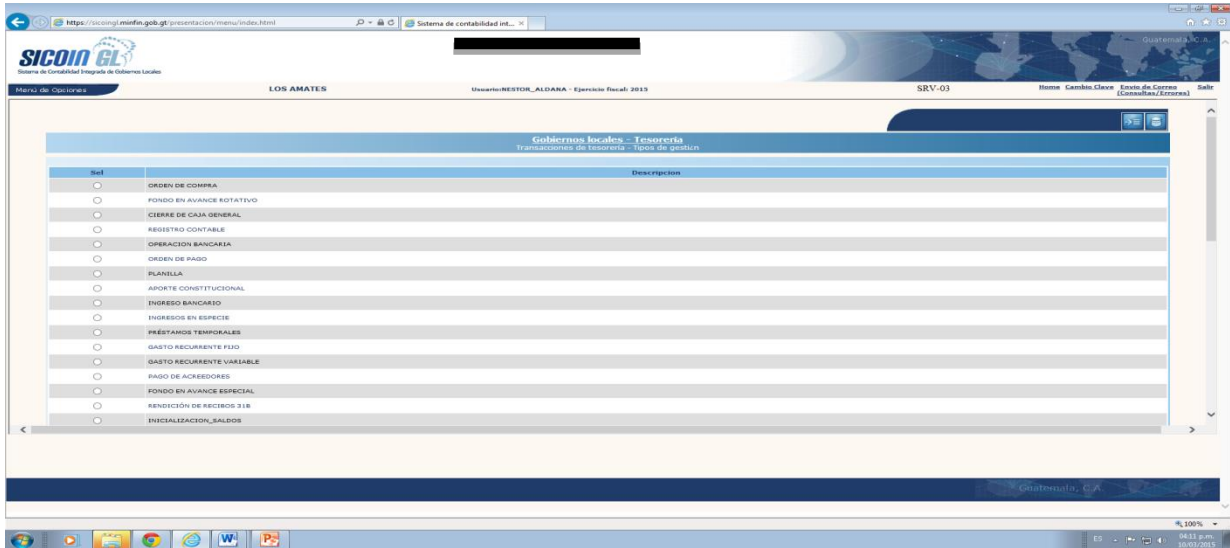 https://sicoingl.minfin.gob.gt/presentacion/menu/index.html
Sistema de contabilidad int...
SICOIN GL
Sistema de Contabilidad Integrada de Gobiernos Locales
Guatemala, C.A.
Menú de Opciones
LOS AMATES
Usuario:NESTOR_ALDANA - Ejercicio fiscal: 2015
SRV-03
Home Cambio Clave Envío de Correo (Consultas/Errores) Salir
Gobiernos locales - Tesorería
Transacciones de tesorería - Tipos de gestión
Sel Descripcion
ORDEN DE COMPRA
FONDO EN AVANCE ROTATIVO
CIERRE DE CAJA GENERAL
REGISTRO CONTABLE
OPERACION BANCARIA
ORDEN DE PAGO
PLANILLA
APORTE CONSTITUCIONAL
INGRESO BANCARIO
INGRESOS EN ESPECIE
PRÉSTAMOS TEMPORALES
GASTO RECURRENTE FIJO
GASTO RECURRENTE VARIABLE
PAGO DE ACREEDORES
FONDO EN AVANCE ESPECIAL
RENDICIÓN DE RECIBOS 31B
INICIALIZACION_SALDOS
Guatemala, C.A.
100%
ES
04:11 p.m.
10/03/2015